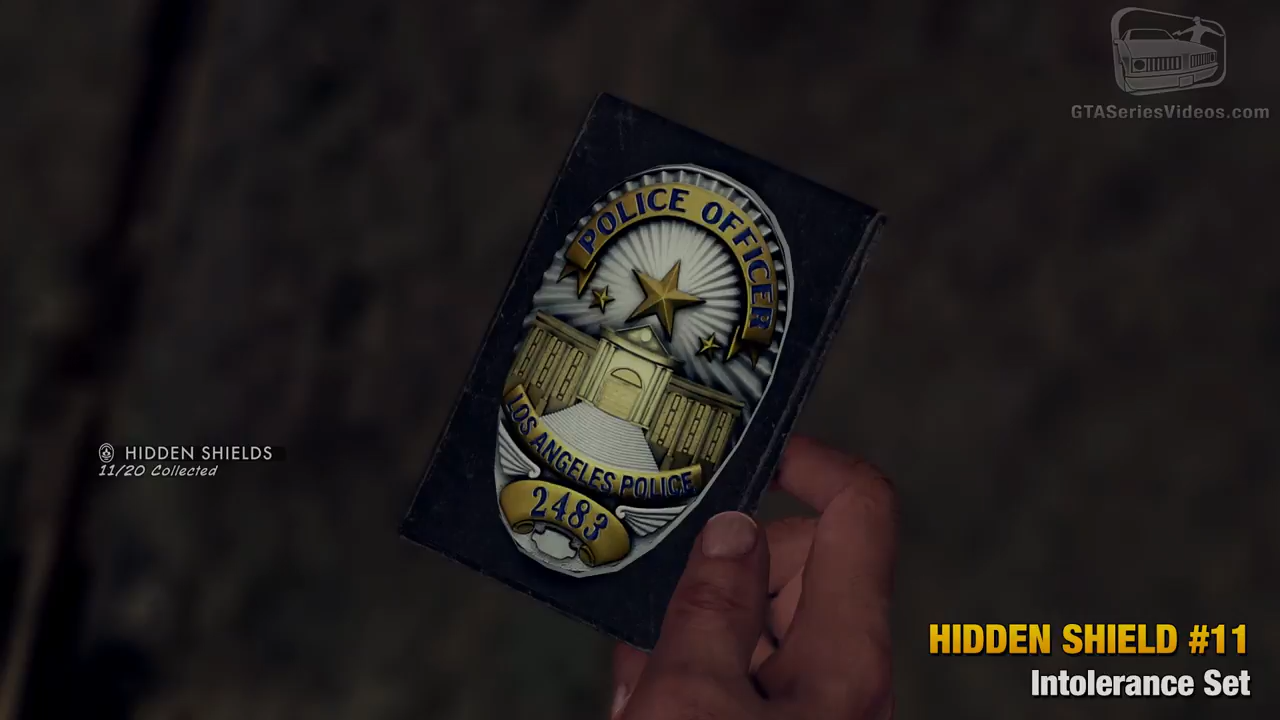 GTASeriesVideos.com
POLICE OFFICER
LOS ANGELES POLICE
2483
HIDDEN SHIELDS
11/20 Collected
HIDDEN SHIELD #11
Intolerance Set